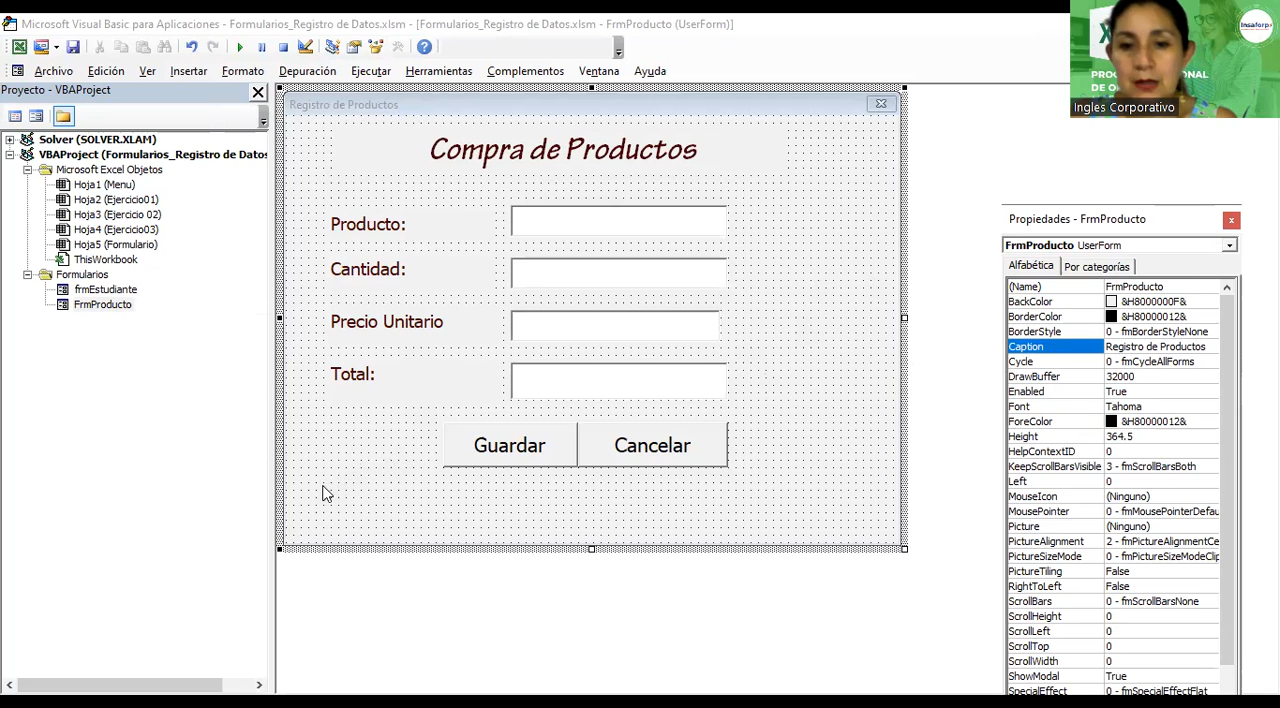 Microsoft Visual Basic para Aplicaciones - Formularios_Registro de Datos.xlsm - [Formularios_Registro de Datos.xlsm - FrmProducto (UserForm)]
Archivo Edición Ver Insertar Formato Depuración Ejecutar Herramientas Complementos Ventana Ayuda
Proyecto - VBAProject
Solver (SOLVER.XLAM)
VBAProject (Formularios_Registro de Datos
Microsoft Excel Objetos
Hoja1 (Menu)
Hoja2 (Ejercicio01)
Hoja3 (Ejercicio 02)
Hoja4 (Ejercicio03)
Hoja5 (Formulario)
ThisWorkbook
Formularios
frmEstudiante
FrmProducto
Registro de Productos
Compra de Productos
Producto:
Cantidad:
Precio Unitario
Total:
Guardar Cancelar
Insaforp
Ingles Corporativo
Propiedades - FrmProducto
FrmProducto UserForm
Alfabética Por categorías
(Name) FrmProducto
BackColor &H8000000F&
BorderColor &H80000012&
BorderStyle 0 - fmBorderStyleNone
Caption Registro de Productos
Cycle 0 - fmCycleAllForms
DrawBuffer 32000
Enabled True
Font Tahoma
ForeColor &H80000012&
Height 364.5
HelpContextID 0
KeepScrollBarsVisible 3 - fmScrollBarsBoth
Left 0
MouseIcon (Ninguno)
MousePointer 0 - fmMousePointerDefau
Picture (Ninguno)
PictureAlignment 2 - fmPictureAlignmentCe
PictureSizeMode 0 - fmPictureSizeModeClip
PictureTiling False
RightToLeft False
ScrollBars 0 - fmScrollBarsNone
ScrollHeight 0
ScrollLeft 0
ScrollTop 0
ScrollWidth 0
ShowModal True
SpecialEffect 0 - fmSpecialEffectFlat